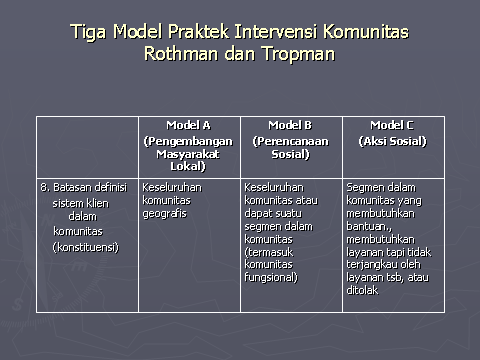 Tiga Model Praktek Intervensi Komunitas
Rothman dan Tropman
Model A
(Pengembangan
Masyarakat
Lokal)
Model B
(Perencanaan
Sosial)
Model C
(Aksi Sosial)
8. Batasan definisi
sistem klien
dalam
komunitas
(konstituensi)
Keseluruhan
komunitas
geografis
Keseluruhan
komunitas atau
dapat suatu
segmen dalam
komunitas
(termasuk
komunitas
fungsional)
Segmen dalam
komunitas yang
membutuhkan
bantuan.,
membutuhkan
layanan tapi tidak
terjangkau oleh
layanan tsb, atau
ditolak